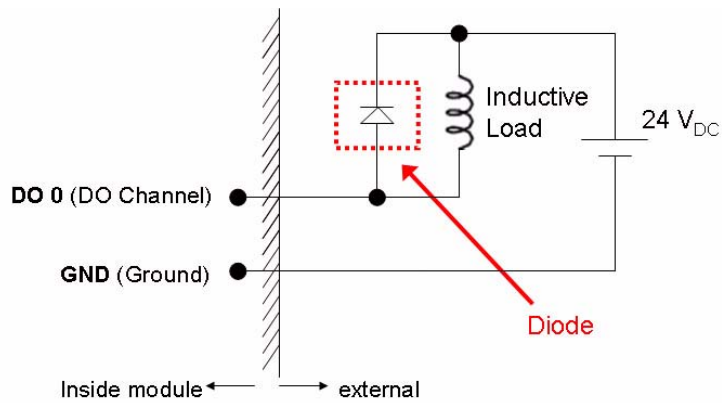 Inductive
Load
24 VDC
DO 0 (DO Channel)
GND (Ground)
Diode
Inside module
external